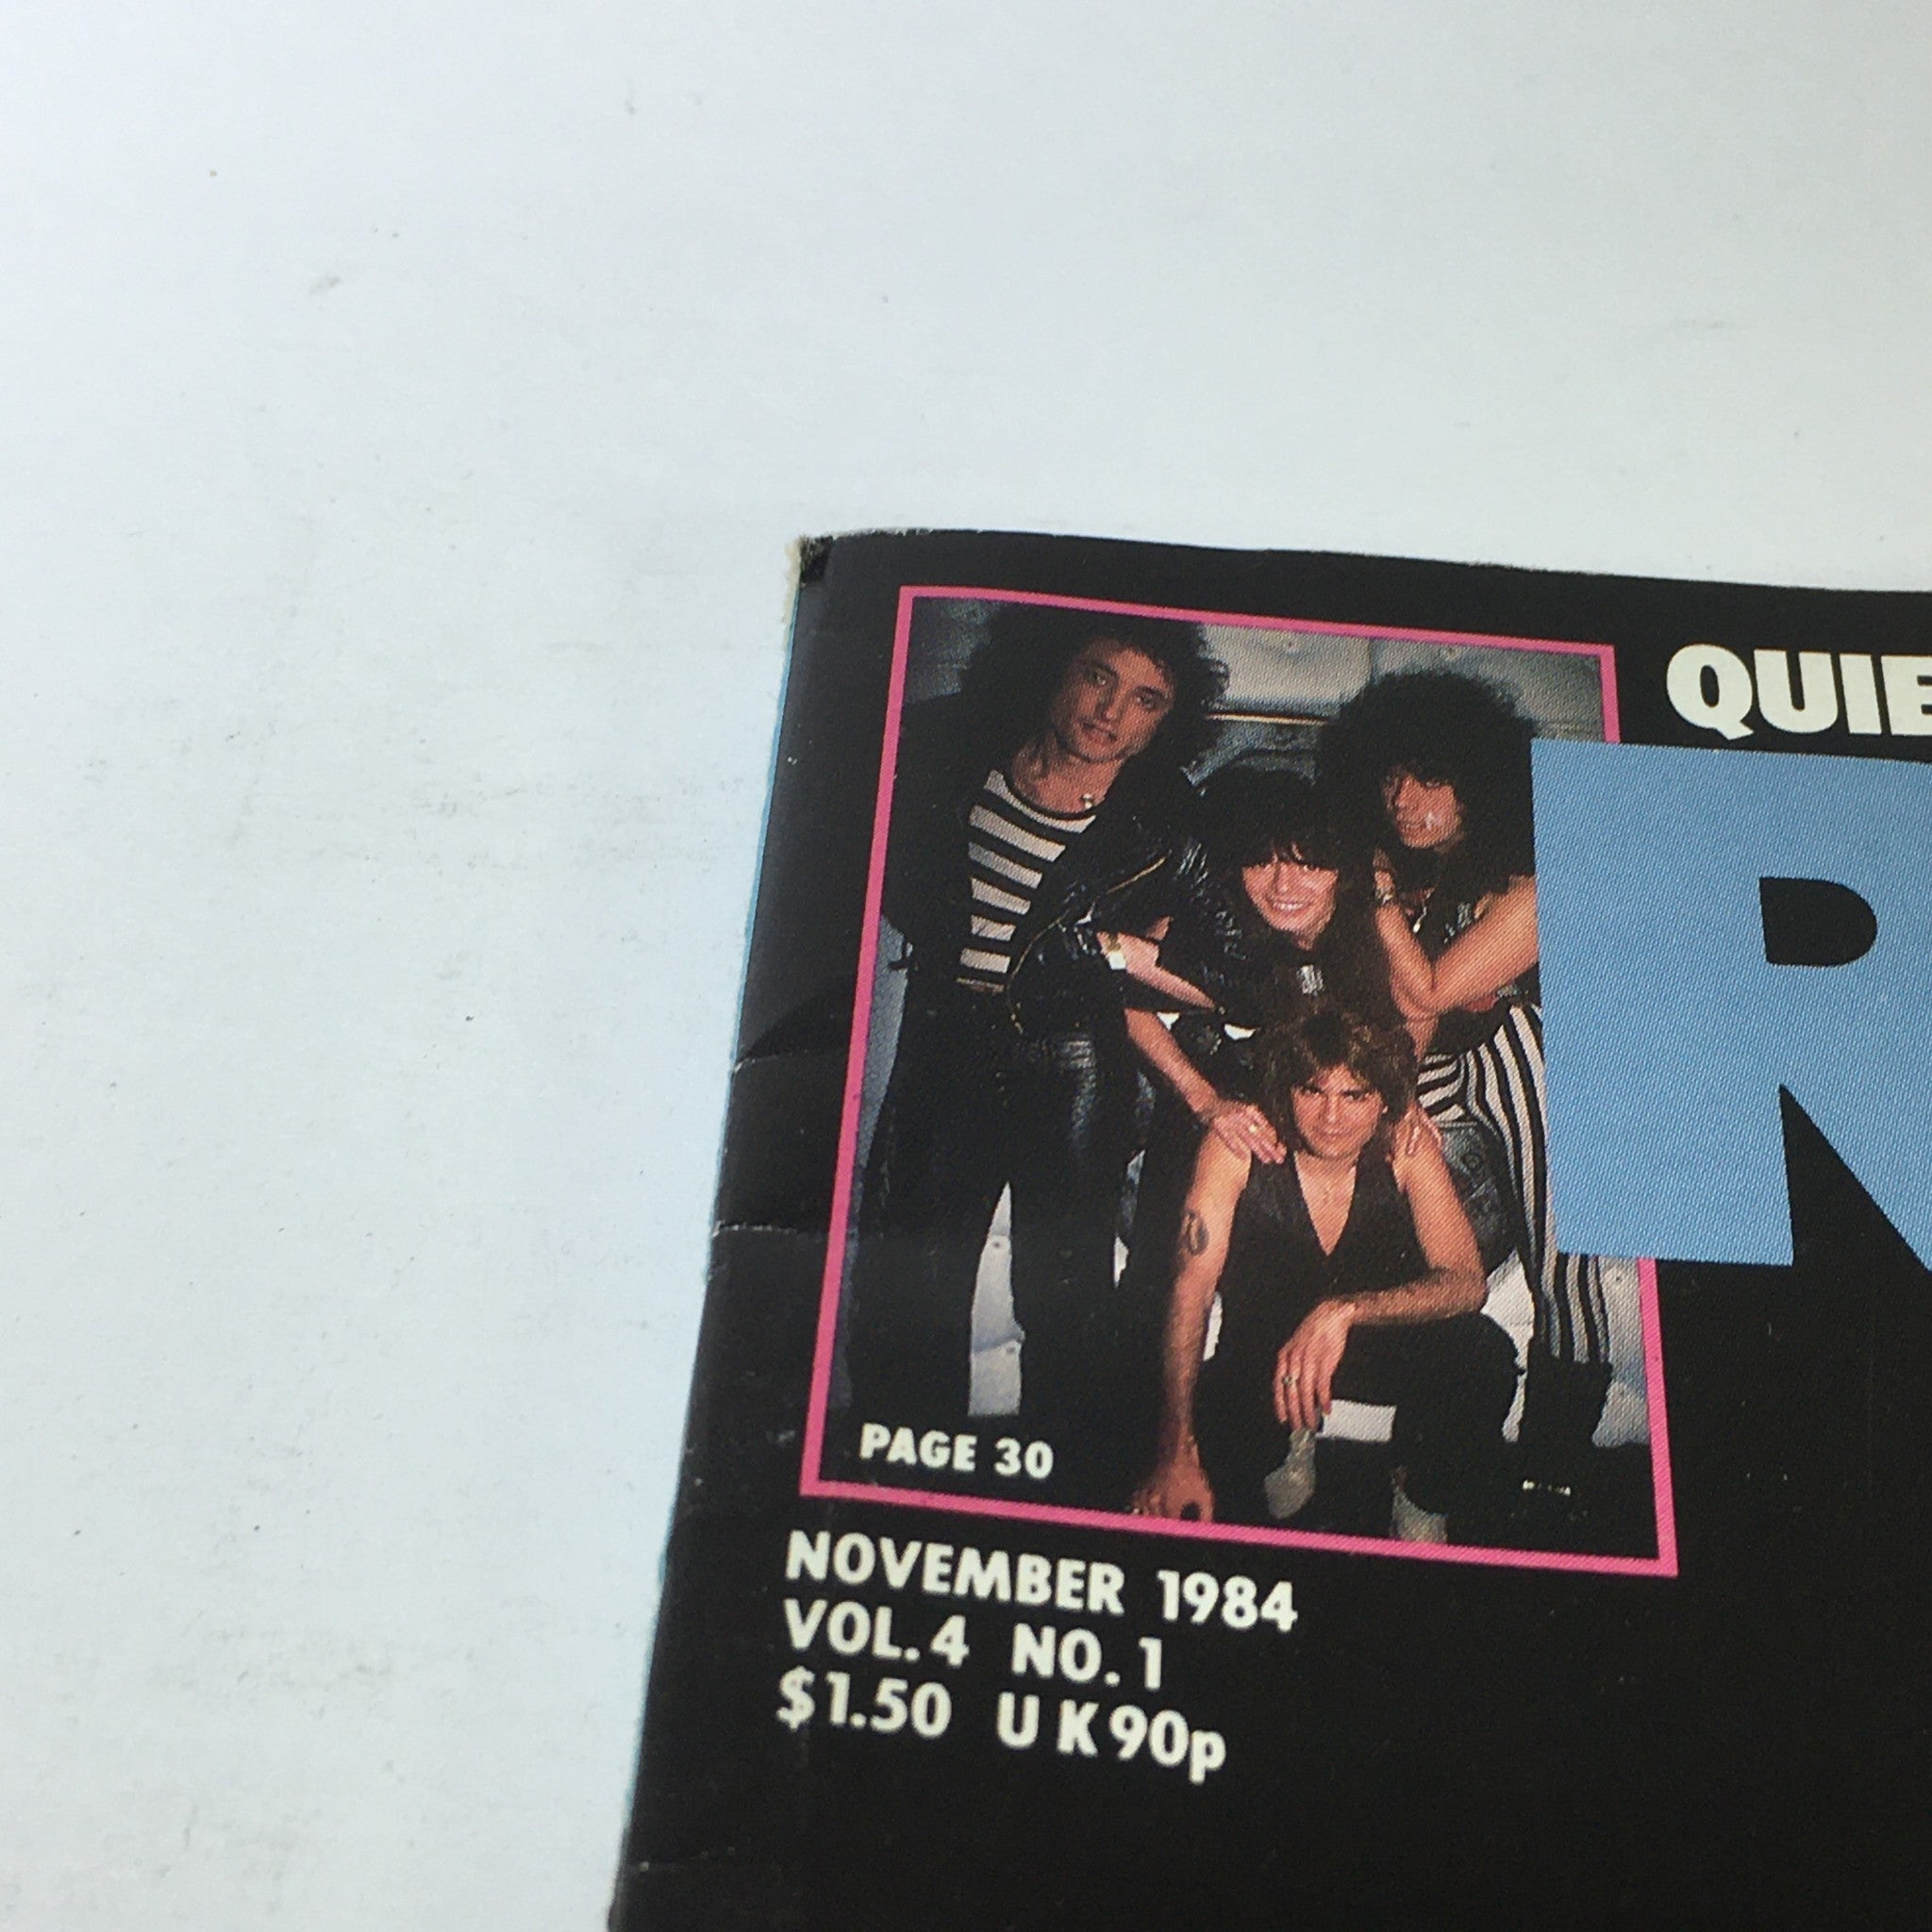 QUIE
R
PAGE 30
NOVEMBER 1984
VOL. 4 NO. 1
$1.50 UK 90p